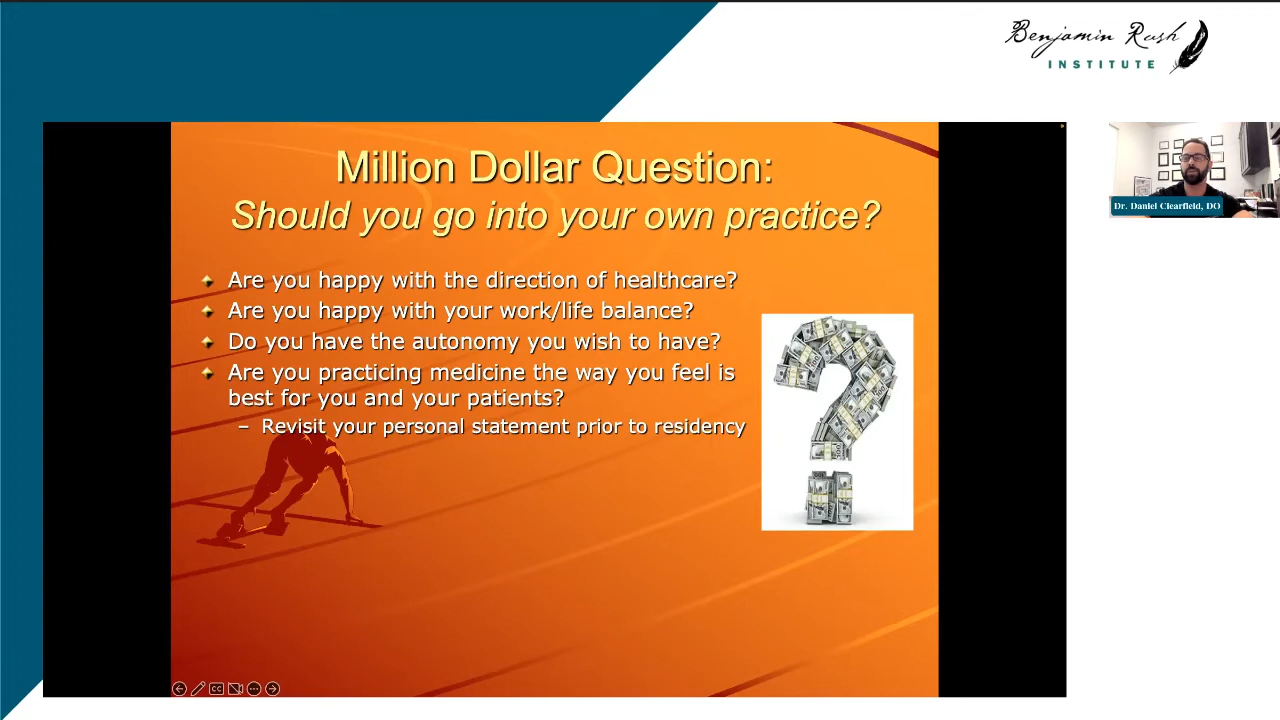 Benjamin Rush
INSTITUTE
Million Dollar Question:
Should you go into your own practice?
Are you happy with the direction of healthcare?
Are you happy with your work/life balance?
Do you have the autonomy you wish to have?
Are you practicing medicine the way you feel is
best for you and your patients?
– Revisit your personal statement prior to residency
Dr. Daniel Clearfield, DO
CC